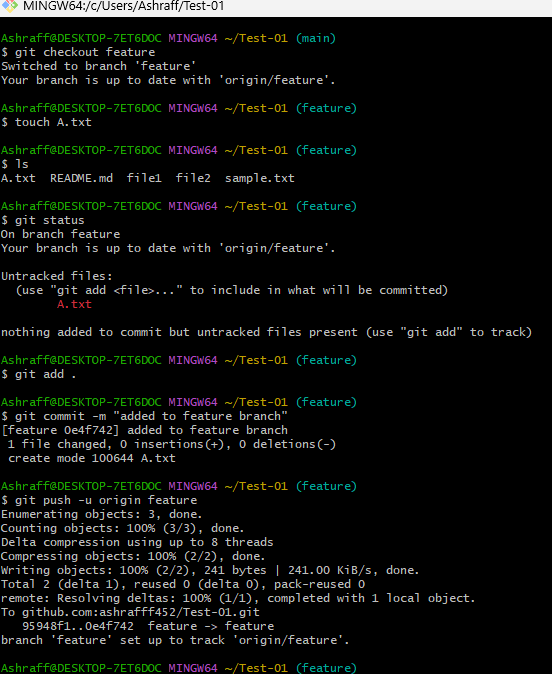 MINGW64:/c/Users/Ashraff/Test-01
Ashraff@DESKTOP-7ET6DOC MINGW64 ~/Test-01 (main)
$ git checkout feature
Switched to branch 'feature'
Your branch is up to date with 'origin/feature'.
Ashraff@DESKTOP-7ET6DOC MINGW64 ~/Test-01 (feature)
$ touch A.txt
Ashraff@DESKTOP-7ET6DOC MINGW64 ~/Test-01 (feature)
$ ls
A.txt  README.md  file1  file2  sample.txt
Ashraff@DESKTOP-7ET6DOC MINGW64 ~/Test-01 (feature)
$ git status
On branch feature
Your branch is up to date with 'origin/feature'.
Untracked files:
  (use "git add <file>..." to include in what will be committed)
        A.txt
nothing added to commit but untracked files present (use "git add" to track)
Ashraff@DESKTOP-7ET6DOC MINGW64 ~/Test-01 (feature)
$ git add .
Ashraff@DESKTOP-7ET6DOC MINGW64 ~/Test-01 (feature)
$ git commit -m "added to feature branch"
[feature 0e4f742] added to feature branch
 1 file changed, 0 insertions(+), 0 deletions(-)
 create mode 100644 A.txt
Ashraff@DESKTOP-7ET6DOC MINGW64 ~/Test-01 (feature)
$ git push -u origin feature
Enumerating objects: 3, done.
Counting objects: 100% (3/3), done.
Delta compression using up to 8 threads
Compressing objects: 100% (2/2), done.
Writing objects: 100% (2/2), 241 bytes | 241.00 KiB/s, done.
Total 2 (delta 1), reused 0 (delta 0), pack-reused 0
remote: Resolving deltas: 100% (1/1), completed with 1 local object.
To github.com:ashrafff452/Test-01.git
   95948f1..0e4f742  feature -> feature
branch 'feature' set up to track 'origin/feature'.
Ashraff@DESKTOP-7ET6DOC MINGW64 ~/Test-01 (feature)